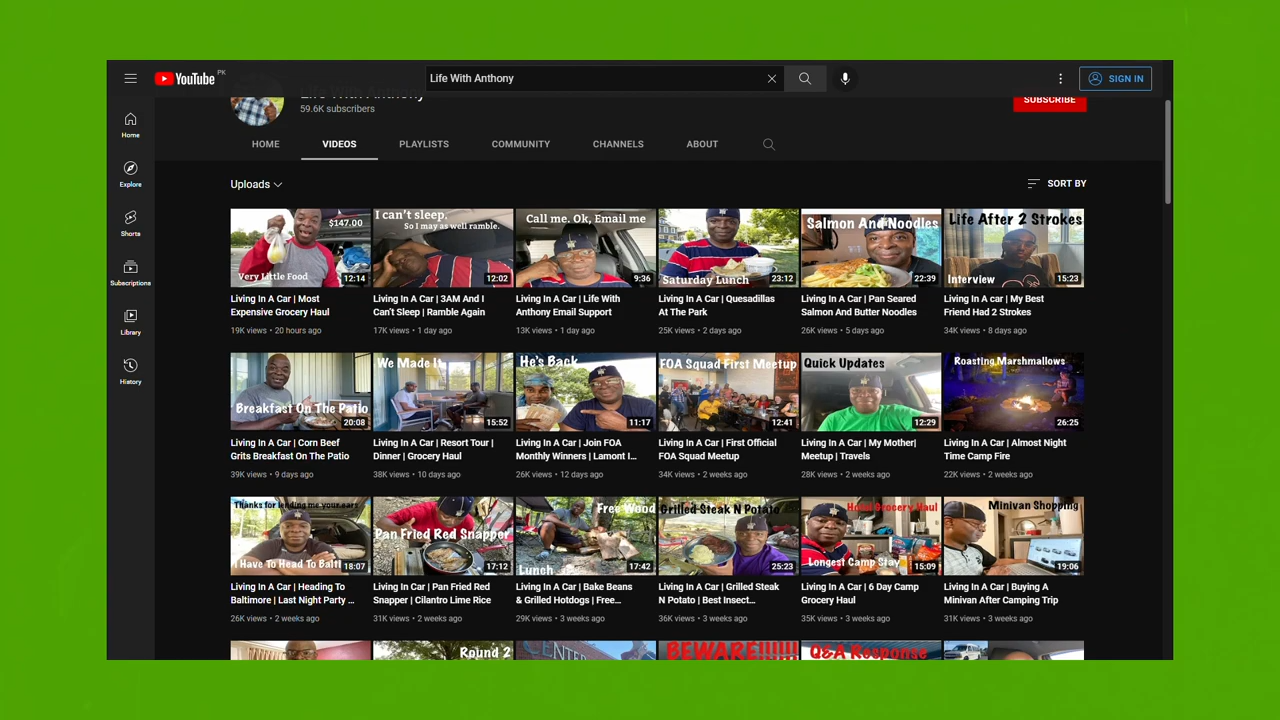 YouTube PK
Life With Anthony
SIGN IN
Life With Anthony
59.6K subscribers
SUBSCRIBE
Home
Explore
Shorts
Subscriptions
Library
History
HOME
VIDEOS
PLAYLISTS
COMMUNITY
CHANNELS
ABOUT
Uploads
SORT BY
$147.00
Very Little Food
12:14
Living In A Car | Most
Expensive Grocery Haul
19K views • 20 hours ago
I can't sleep.
So I may as well ramble.
12:02
Living In A Car | 3AM And I
Can't Sleep | Ramble Again
17K views • 1 day ago
Call me. Ok, Email me
9:36
Living In A Car | Life With
Anthony Email Support
13K views • 1 day ago
Saturday Lunch
23:12
Living In A Car | Quesadillas
At The Park
25K views • 2 days ago
Salmon And Noodles
22:39
Living In A Car | Pan Seared
Salmon And Butter Noodles
26K views • 5 days ago
Life After 2 Strokes
Interview
15:23
Living In A car | My Best
Friend Had 2 Strokes
34K views • 8 days ago
Breakfast On The Patio
20:08
Living In A Car | Corn Beef
Grits Breakfast On The Patio
39K views • 9 days ago
We Made It
15:52
Living In A Car | Resort Tour |
Dinner | Grocery Haul
38K views • 10 days ago
He's Back
11:17
Living In A Car | Join FOA
Monthly Winners | Lamont I...
26K views • 12 days ago
FOA Squad First Meetup
12:41
Living In A Car | First Official
FOA Squad Meetup
34K views • 2 weeks ago
Quick Updates
12:29
Living In A Car | My Mother|
Meetup | Travels
28K views • 2 weeks ago
Roasting Marshmallows
26:25
Living In A Car | Almost Night
Time Camp Fire
22K views • 2 weeks ago
Thanks for lending me your ears
I Have To Head To Balti
18:07
Living In A Car | Heading To
Baltimore | Last Night Party ...
26K views • 2 weeks ago
Pan Fried Red Snapper
17:12
Living In Car | Pan Fried Red
Snapper | Cilantro Lime Rice
31K views • 2 weeks ago
Free Wood
Lunch
17:42
Living In A Car | Bake Beans
& Grilled Hotdogs | Free...
29K views • 3 weeks ago
Grilled Steak N Potato
25:23
Living In A Car | Grilled Steak
N Potato | Best Insect...
36K views • 3 weeks ago
Hotel Grocery Haul
Longest Camp Stay
15:09
Living In A Car | 6 Day Camp
Grocery Haul
35K views • 3 weeks ago
Minivan Shopping
19:06
Living In A Car | Buying A
Minivan After Camping Trip
31K views • 3 weeks ago
Round 2
CENTER
BEWARE!!!!!!
Q&A Response